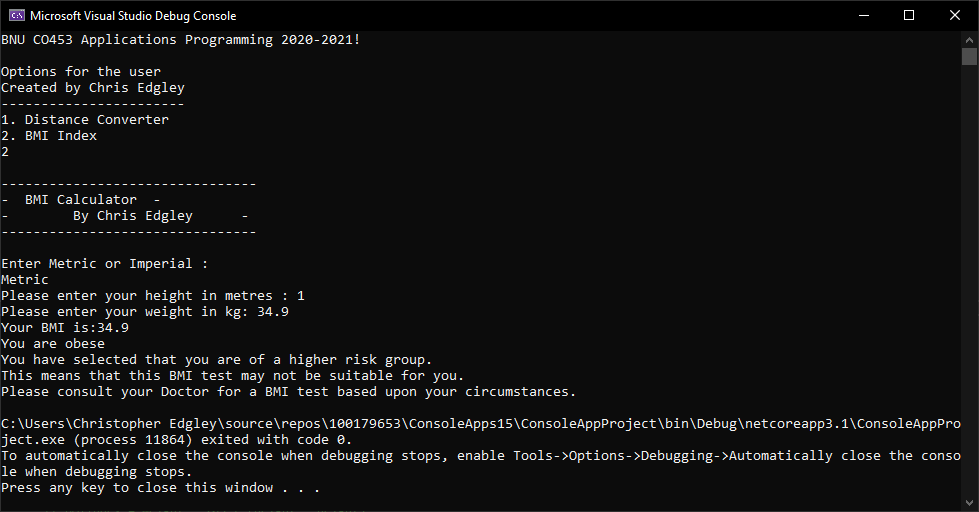 Microsoft Visual Studio Debug Console
BNU CO453 Applications Programming 2020-2021!
Options for the user
Created by Chris Edgley
-----------------------
1. Distance Converter
2. BMI Index
2
--------------------------------
-  BMI Calculator  -
-        By Chris Edgley      -
--------------------------------
Enter Metric or Imperial :
Metric
Please enter your height in metres : 1
Please enter your weight in kg: 34.9
Your BMI is:34.9
You are obese
You have selected that you are of a higher risk group.
This means that this BMI test may not be suitable for you.
Please consult your Doctor for a BMI test based upon your circumstances.
C:\Users\Christopher Edgley\source\repos\100179653\ConsoleApps15\ConsoleAppProject\bin\Debug\netcoreapp3.1\ConsoleAppPro
ject.exe (process 11864) exited with code 0.
To automatically close the console when debugging stops, enable Tools->Options->Debugging->Automatically close the conso
le when debugging stops.
Press any key to close this window . . .